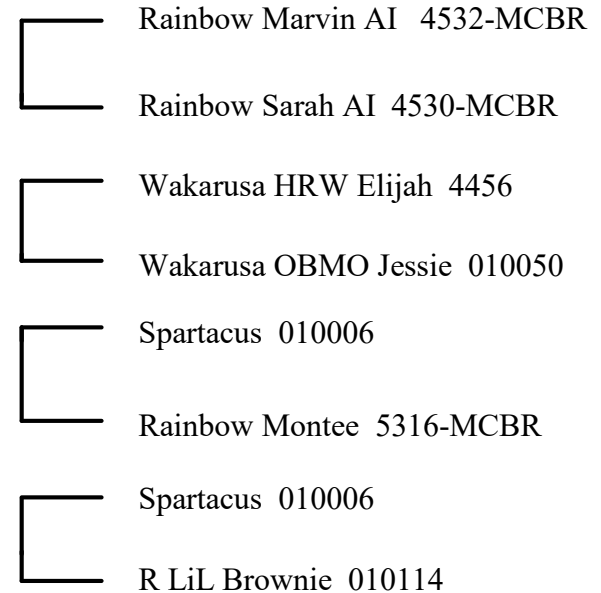 Rainbow Marvin AI 4532-MCBR
Rainbow Sarah AI 4530-MCBR
Wakarusa HRW Elijah 4456
Wakarusa OBMO Jessie 010050
Spartacus 010006
Rainbow Montee 5316-MCBR
Spartacus 010006
R LiL Brownie 010114